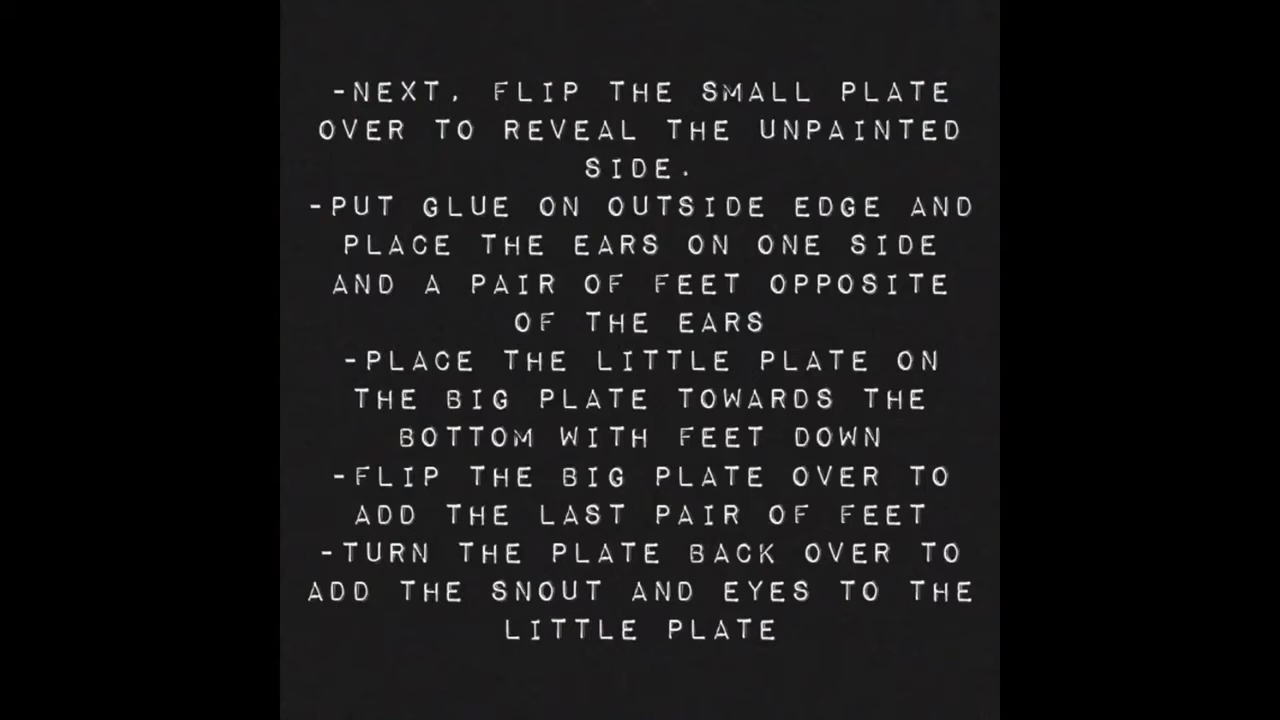 -NEXT, FLIP THE SMALL PLATE
OVER TO REVEAL THE UNPAINTED
SIDE.
-PUT GLUE ON OUTSIDE EDGE AND
PLACE THE EARS ON ONE SIDE
AND A PAIR OF FEET OPPOSITE
OF THE EARS
-PLACE THE LITTLE PLATE ON
THE BIG PLATE TOWARDS THE
BOTTOM WITH FEET DOWN
-FLIP THE BIG PLATE OVER TO
ADD THE LAST PAIR OF FEET
-TURN THE PLATE BACK OVER TO
ADD THE SNOUT AND EYES TO THE
LITTLE PLATE